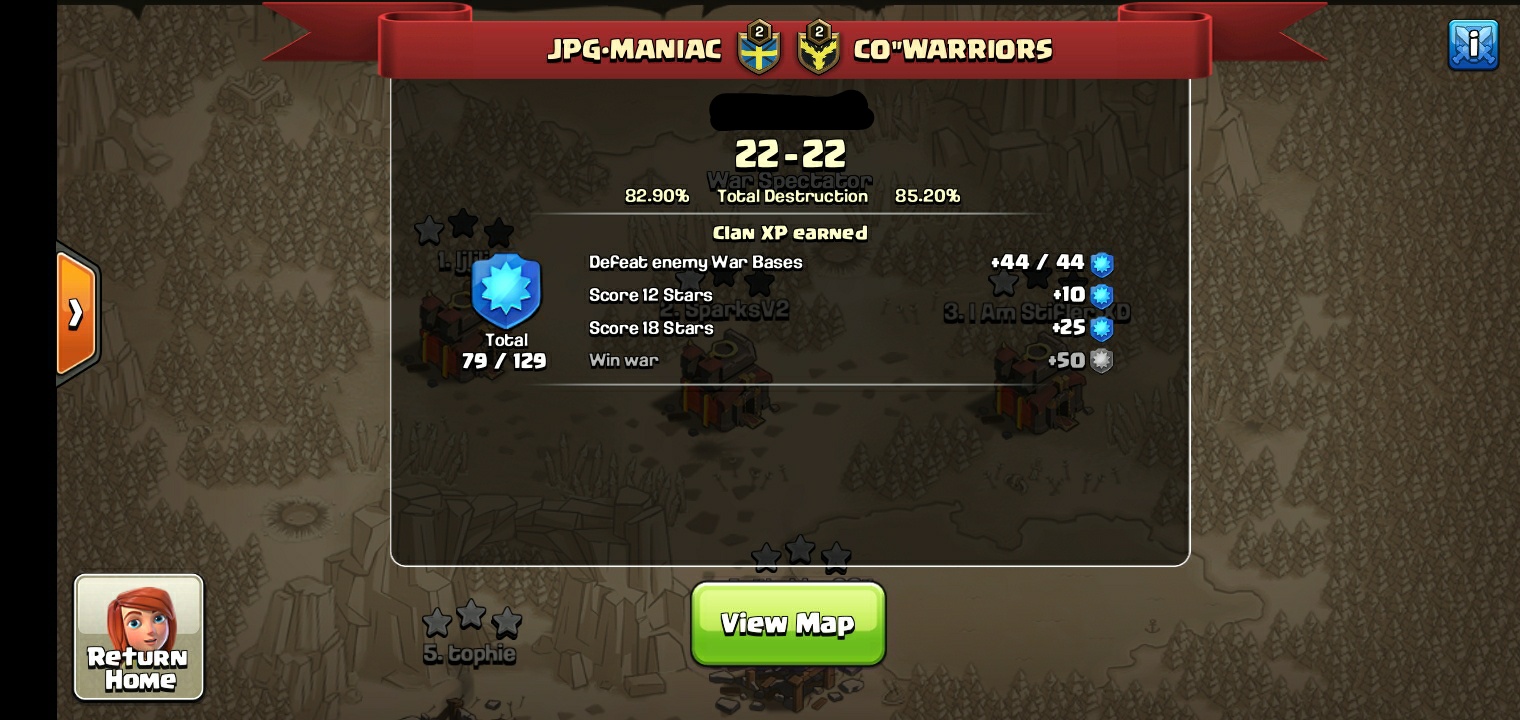 JPG•MANIAC 2 2 CO"WARRIORS
22-22
War Spectator
82.90% Total Destruction 85.20%
Clan XP earned
Defeat enemy War Bases +44 / 44
Score 12 Stars +10
2. SparksV2
3. I Am Stifler XD
Score 18 Stars +25
Total
79 / 129
Win war +50
View Map
Return
Home
5. tophie